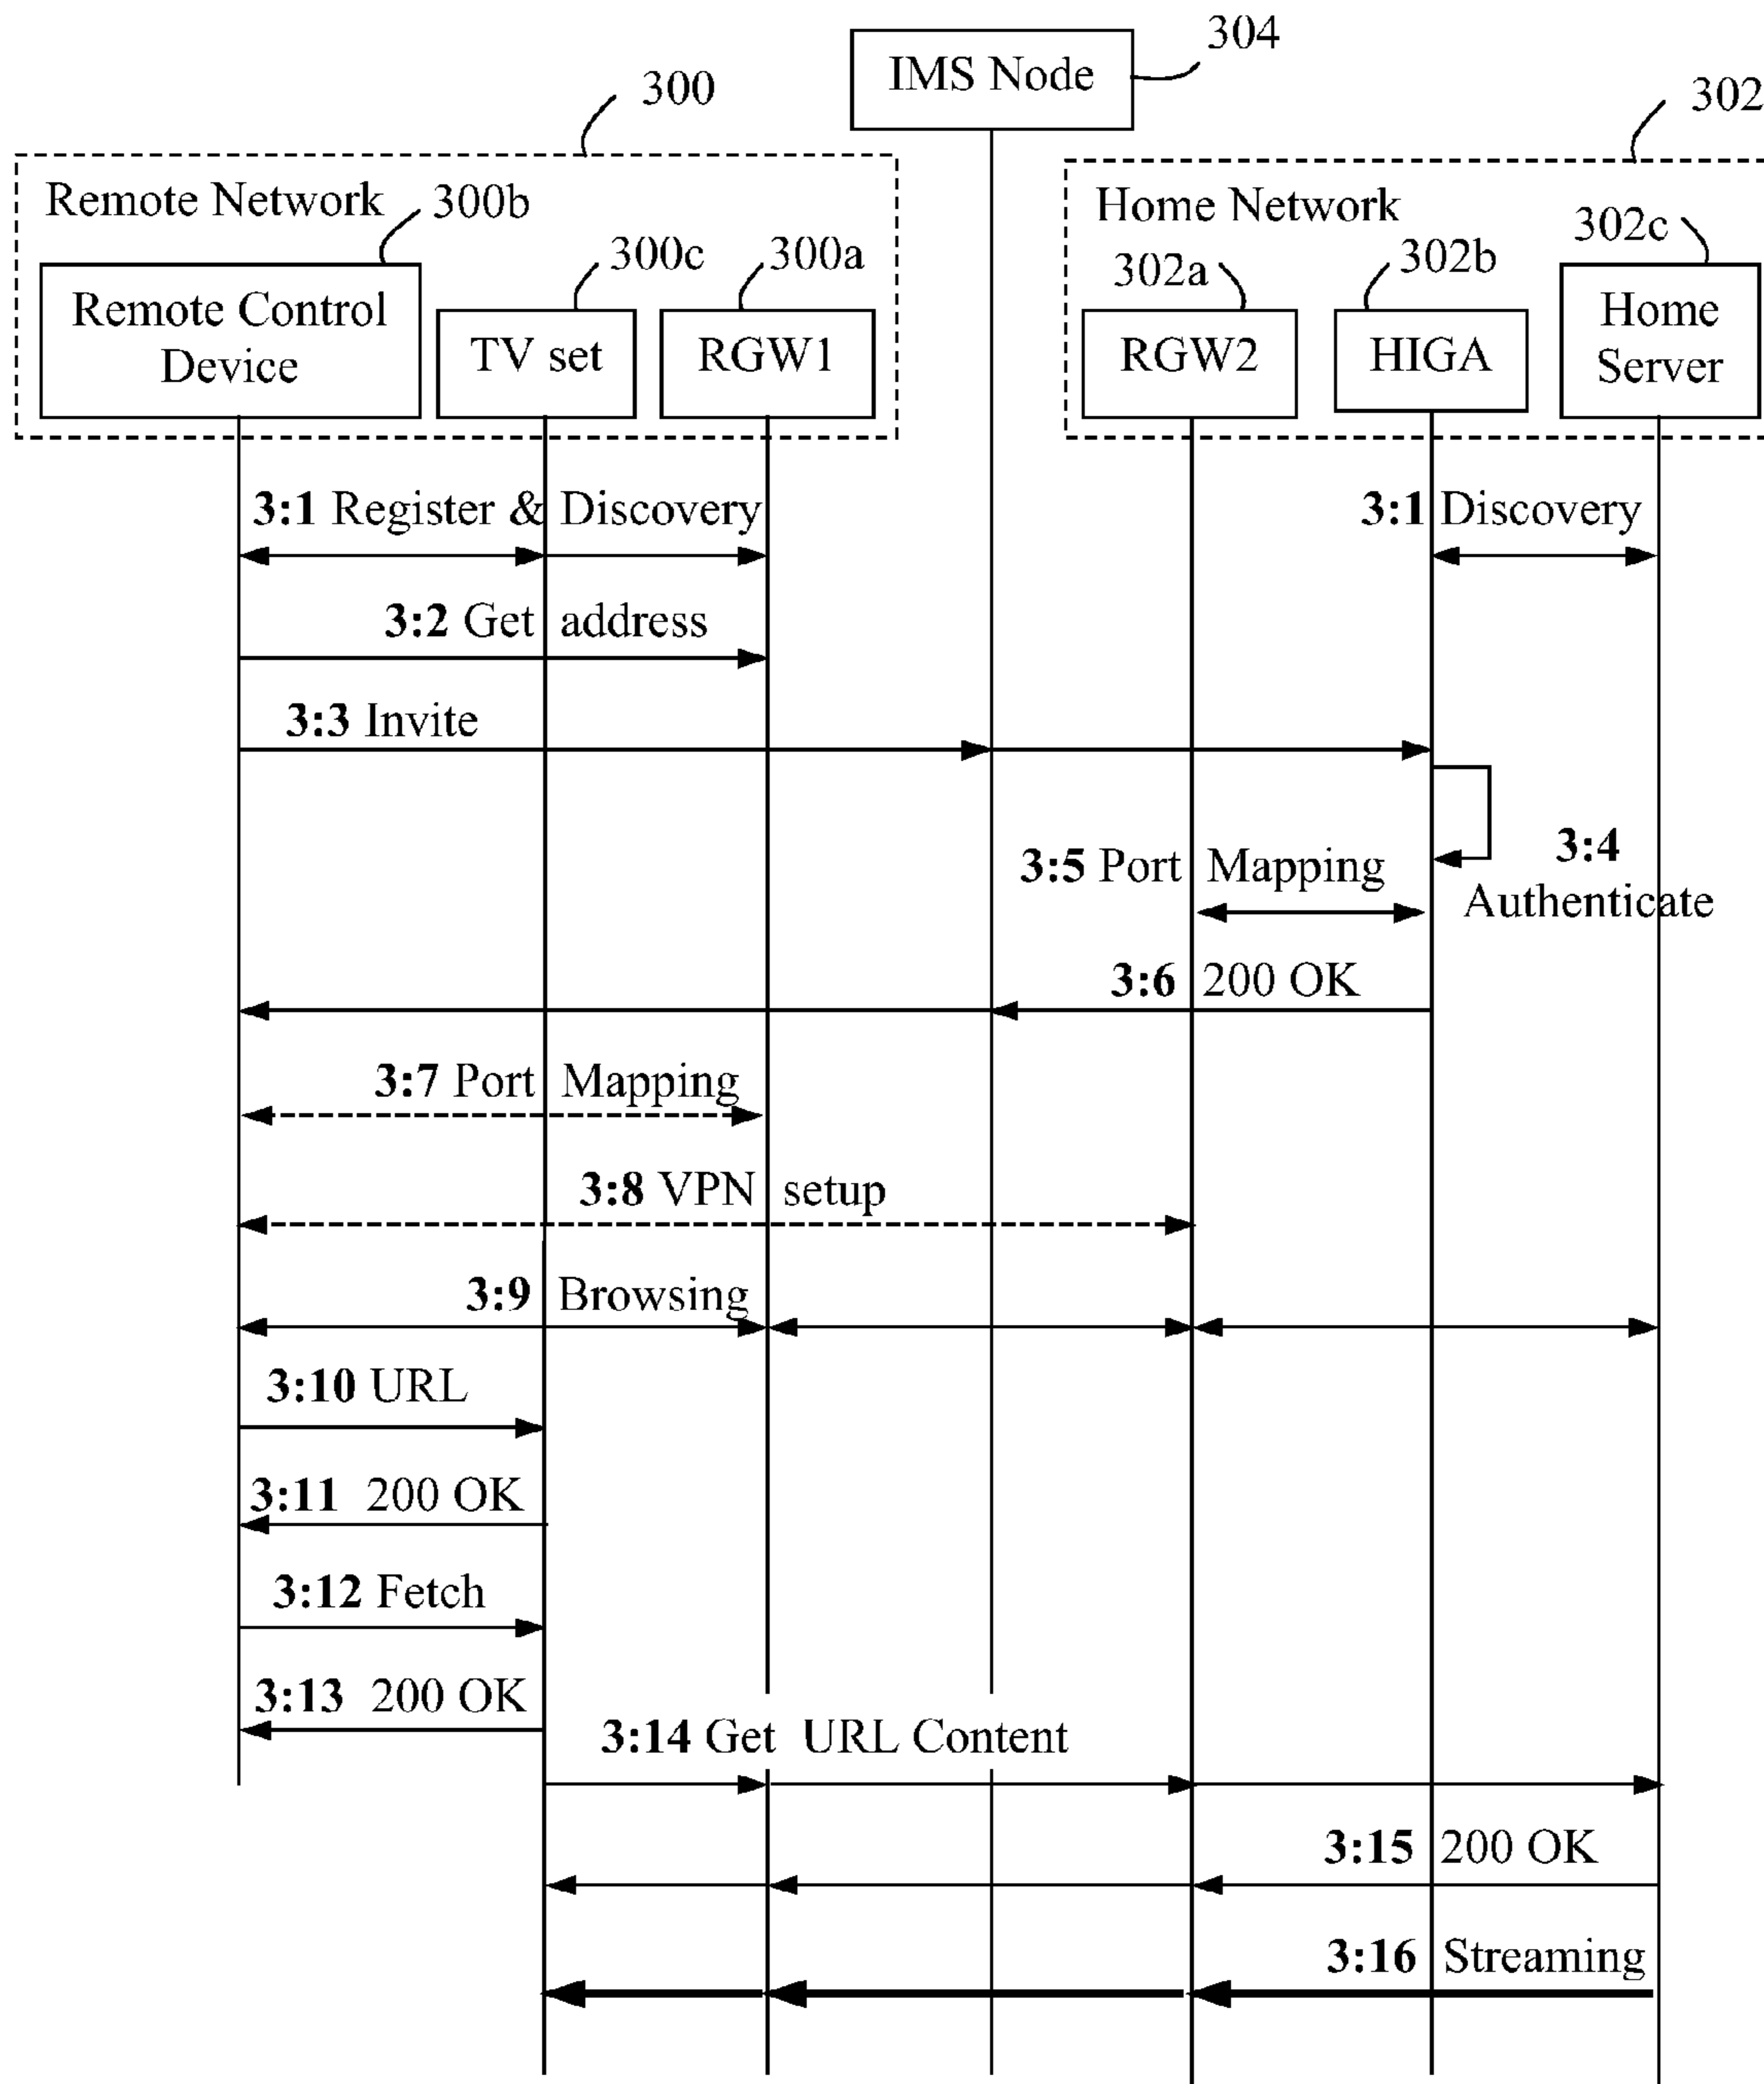 304
IMS Node
300
302
Remote Network
300b
Home Network
302c
300c
300a
302a
302b
Remote Control
Device
TV set
RGW1
RGW2
HIGA
Home
Server
3:1 Register & Discovery
3:1 Discovery
3:2 Get address
3:3 Invite
3:4
Authenticate
3:5 Port Mapping
3:6 200 OK
3:7 Port Mapping
3:8 VPN setup
3:9 Browsing
3:10 URL
3:11 200 OK
3:12 Fetch
3:13 200 OK
3:14 Get URL Content
3:15 200 OK
3:16 Streaming